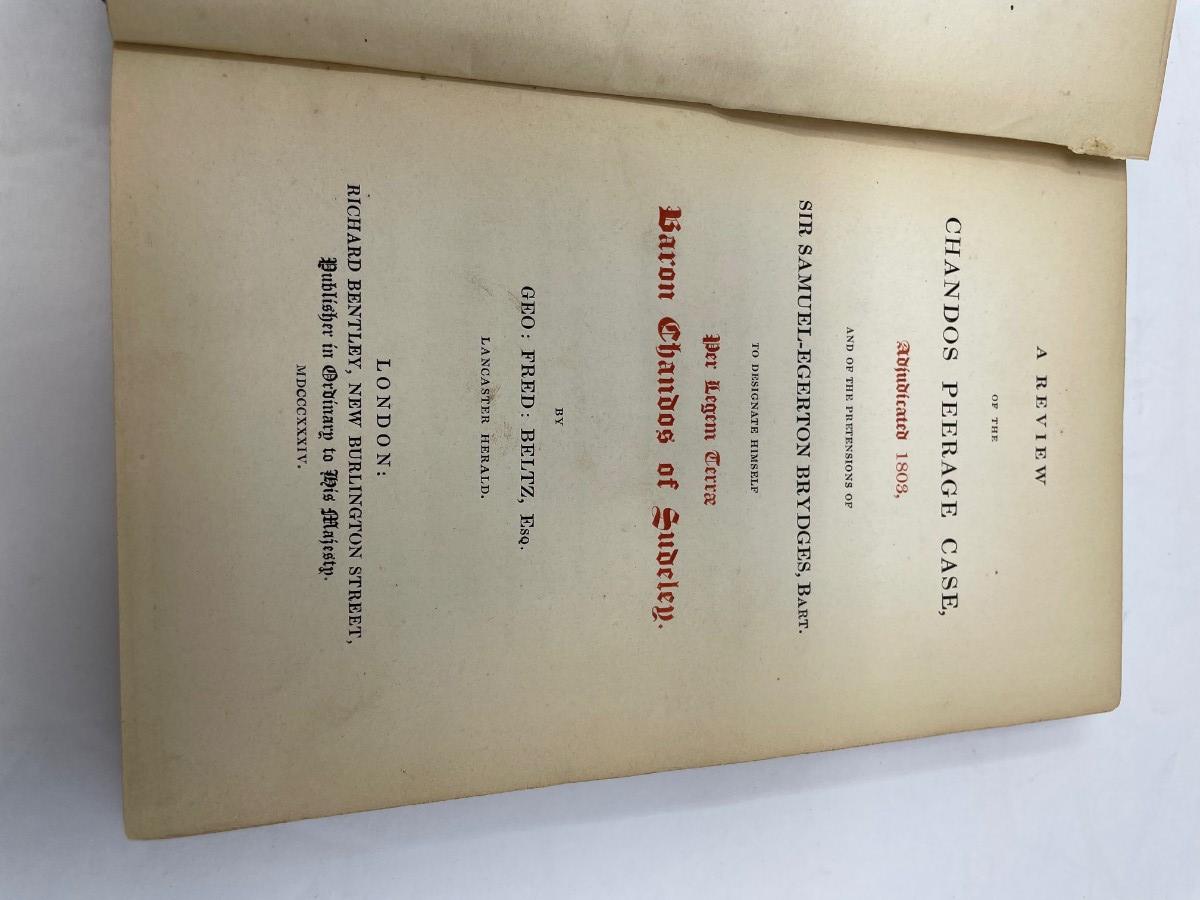 A REVIEW
OF THE
CHANDOS PEERAGE CASE,
Adjudicated 1803,
AND OF THE PRETENSIONS OF
SIR SAMUEL-EGERTON BRYDGES, BART.
TO DESIGNATE HIMSELF
Per Legem Terræ
Baron Chandos of Sudeley.
BY
GEO: FRED: BELTZ, ESQ.
LANCASTER HERALD.
LONDON:
RICHARD BENTLEY, NEW BURLINGTON STREET,
Publisher in Ordinary to His Majesty.
MDCCCXXXIV.